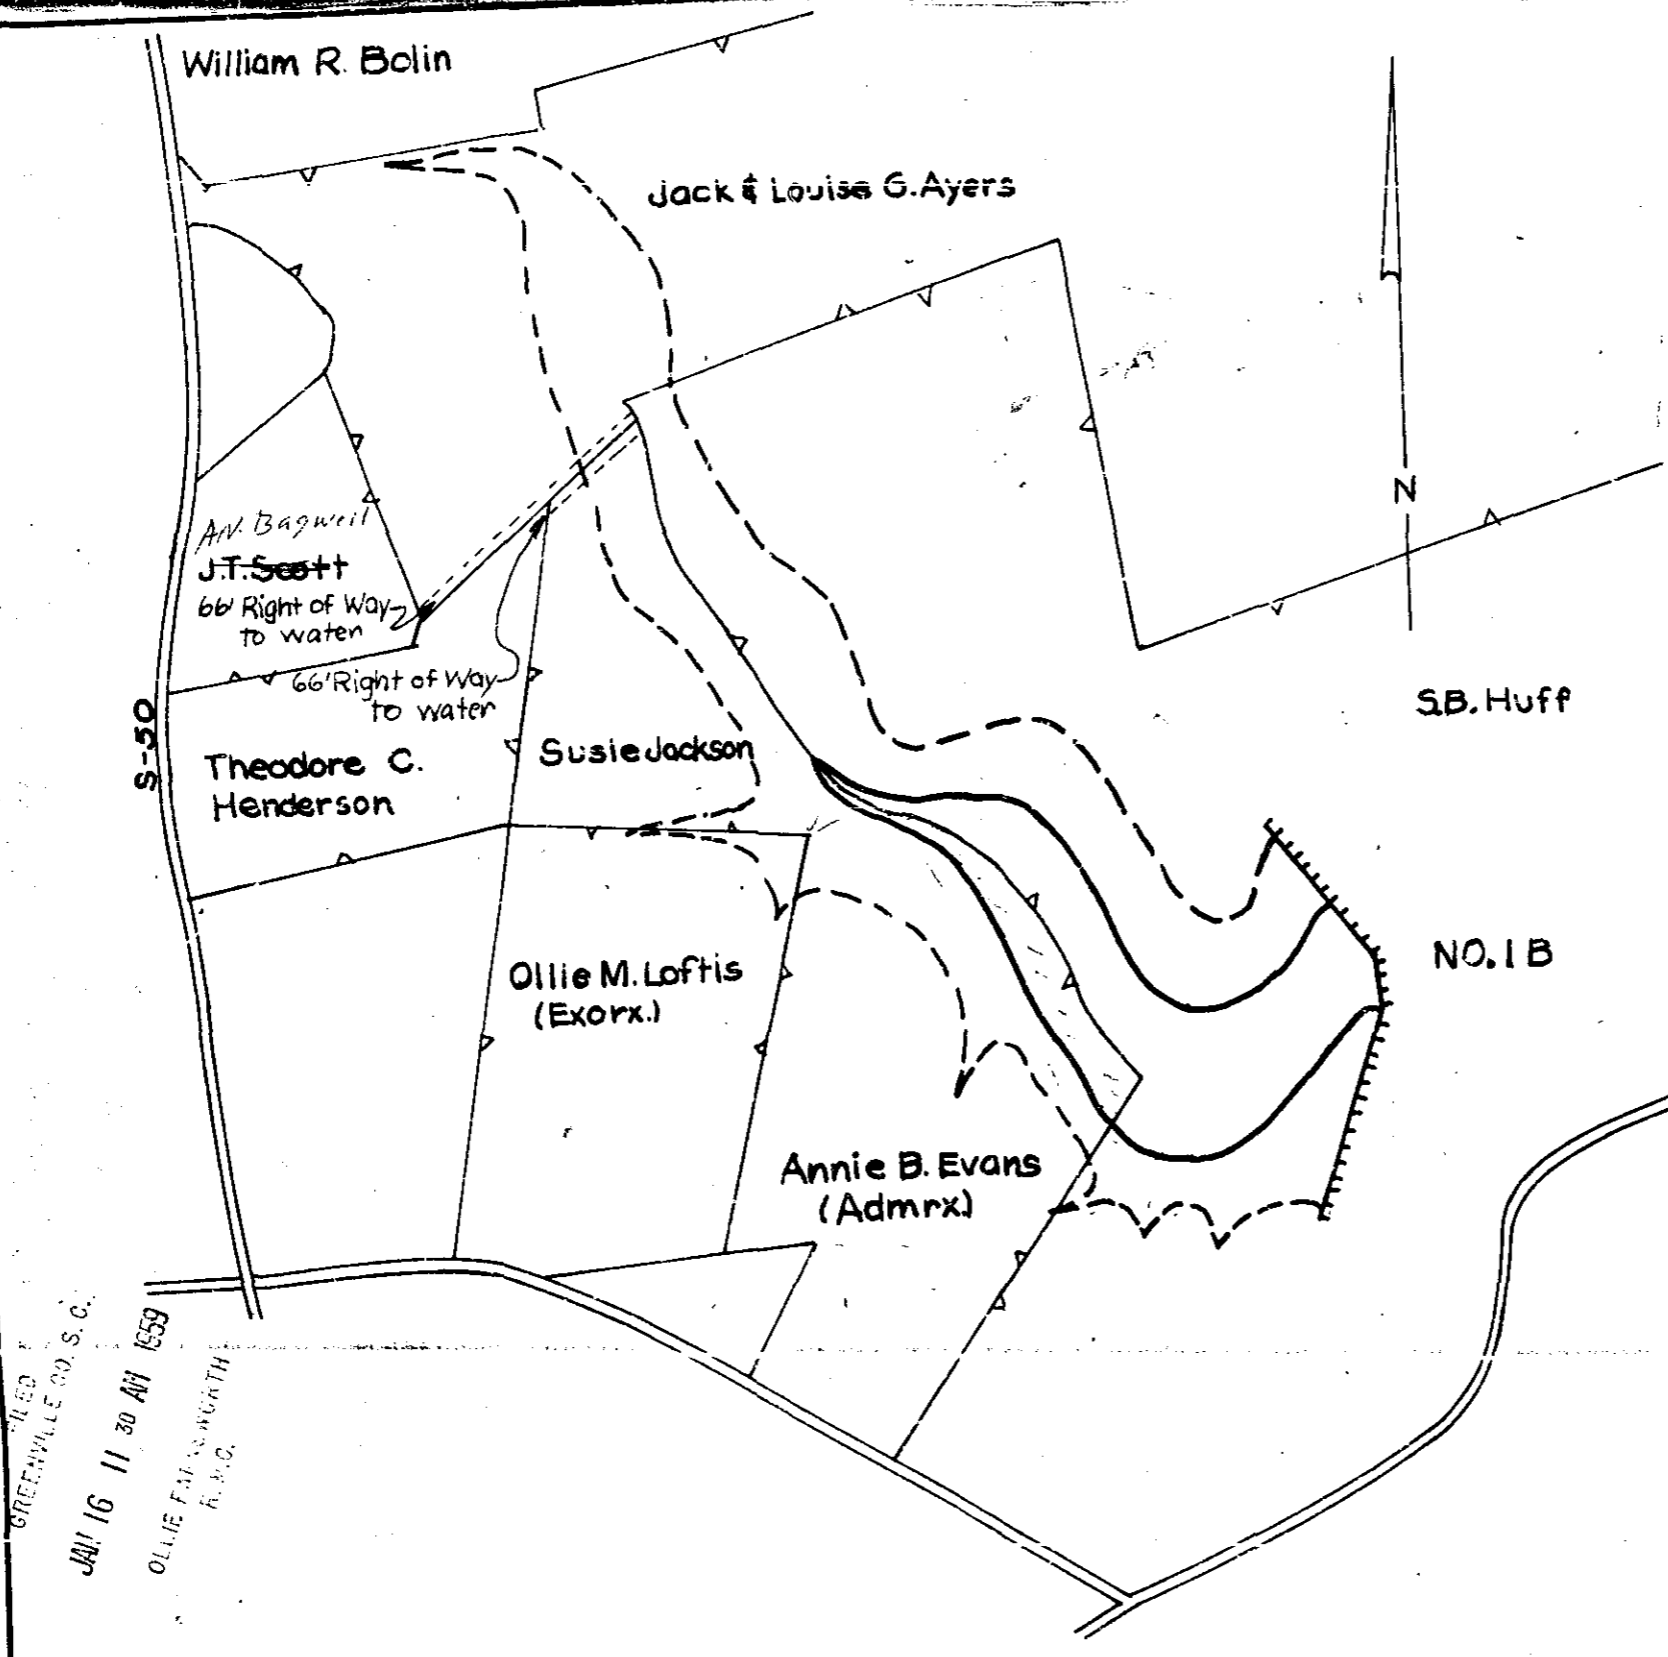 William R. Bolin
Jack & Louise G. Ayers
N
A.V. Bagwell
J.T. Scott
66' Right of Way
to water
66' Right of Way
to water
S-50
Theodore C.
Henderson
Susie Jackson
S.B. Huff
NO. 1 B
Ollie M. Loftis
(Exorx.)
Annie B. Evans
(Admrx.)
FILED
GREENVILLE CO. S. C.
JAN 16 11 30 AM 1959
OLLIE FARNSWORTH
R.M.C.